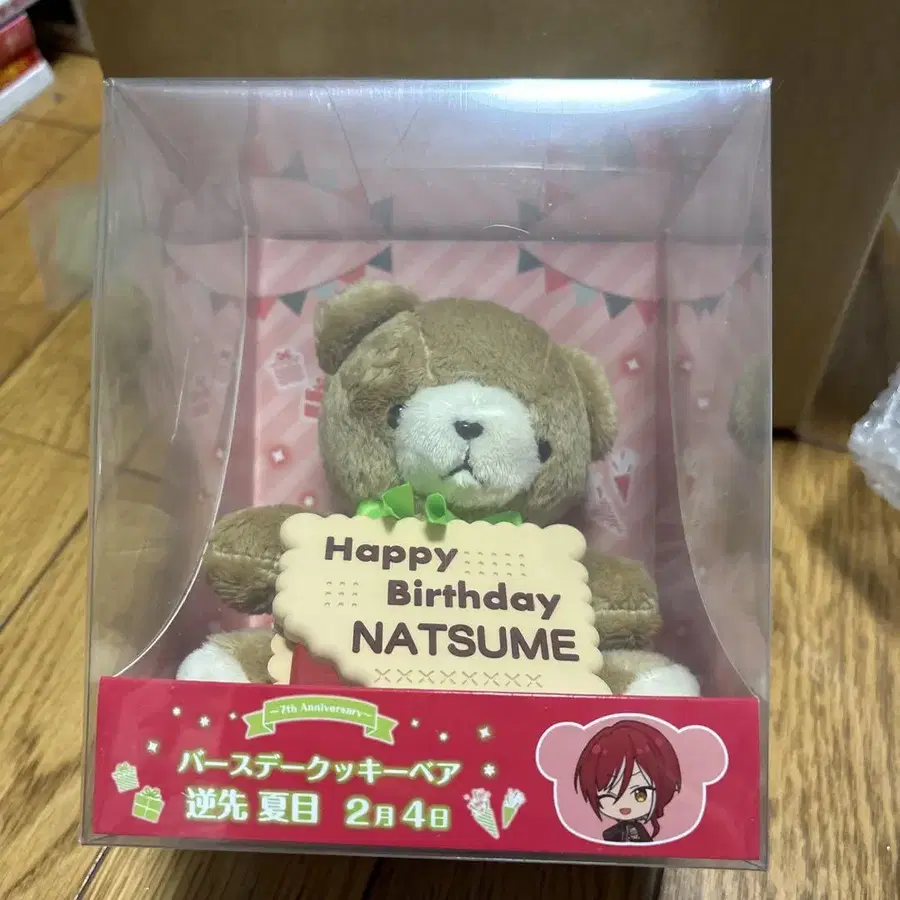 Happy
Birthday
NATSUME
～7th Anniversary～
バースデークッキーベア
逆先 夏目 2月4日